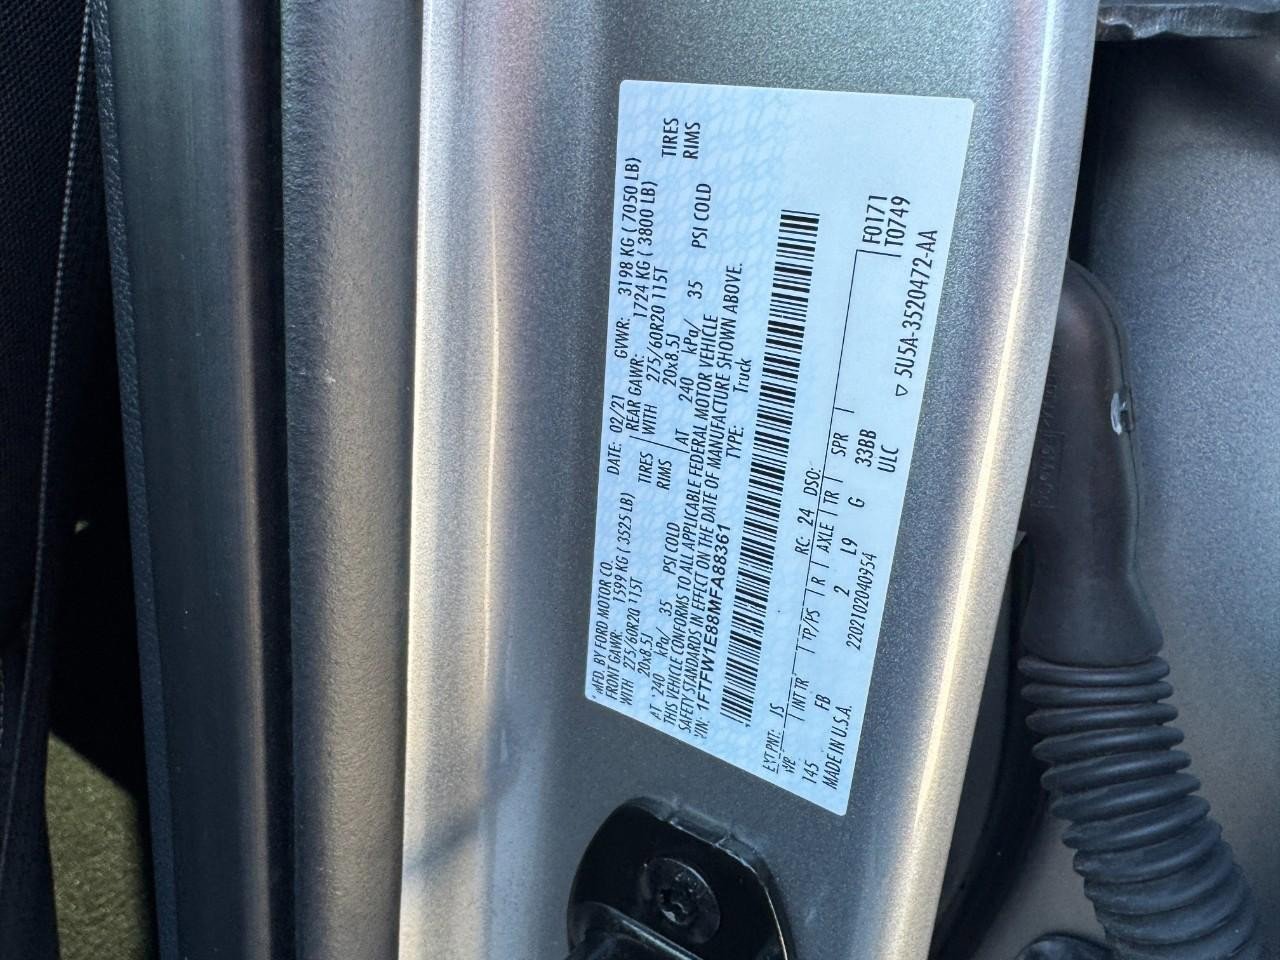 MFD. BY FORD MOTOR CO. DATE: 02/21 GVWR: 3198 KG ( 7050 LB)
FRONT GAWR: 1599 KG ( 3525 LB) REAR GAWR: 1724 KG ( 3800 LB)
WITH 275/60R20 115T TIRES WITH 275/60R20 115T TIRES
20x8.5J RIMS 20x8.5J RIMS
AT 240 kPa/ 35 PSI COLD AT 240 kPa/ 35 PSI COLD
THIS VEHICLE CONFORMS TO ALL APPLICABLE FEDERAL MOTOR VEHICLE
SAFETY STANDARDS IN EFFECT ON THE DATE OF MANUFACTURE SHOWN ABOVE.
VIN: 1FTFW1E88MFA88361 TYPE: Truck
EXT PNT: JS RC: 24 DSO: F0171
WB INT TR TP/PS R AXLE TR SPR T0749
145 FB 2 L9 G 33BB
MADE IN U.S.A. 2202102040954 ULC
▽ 5U5A-3520472-AA